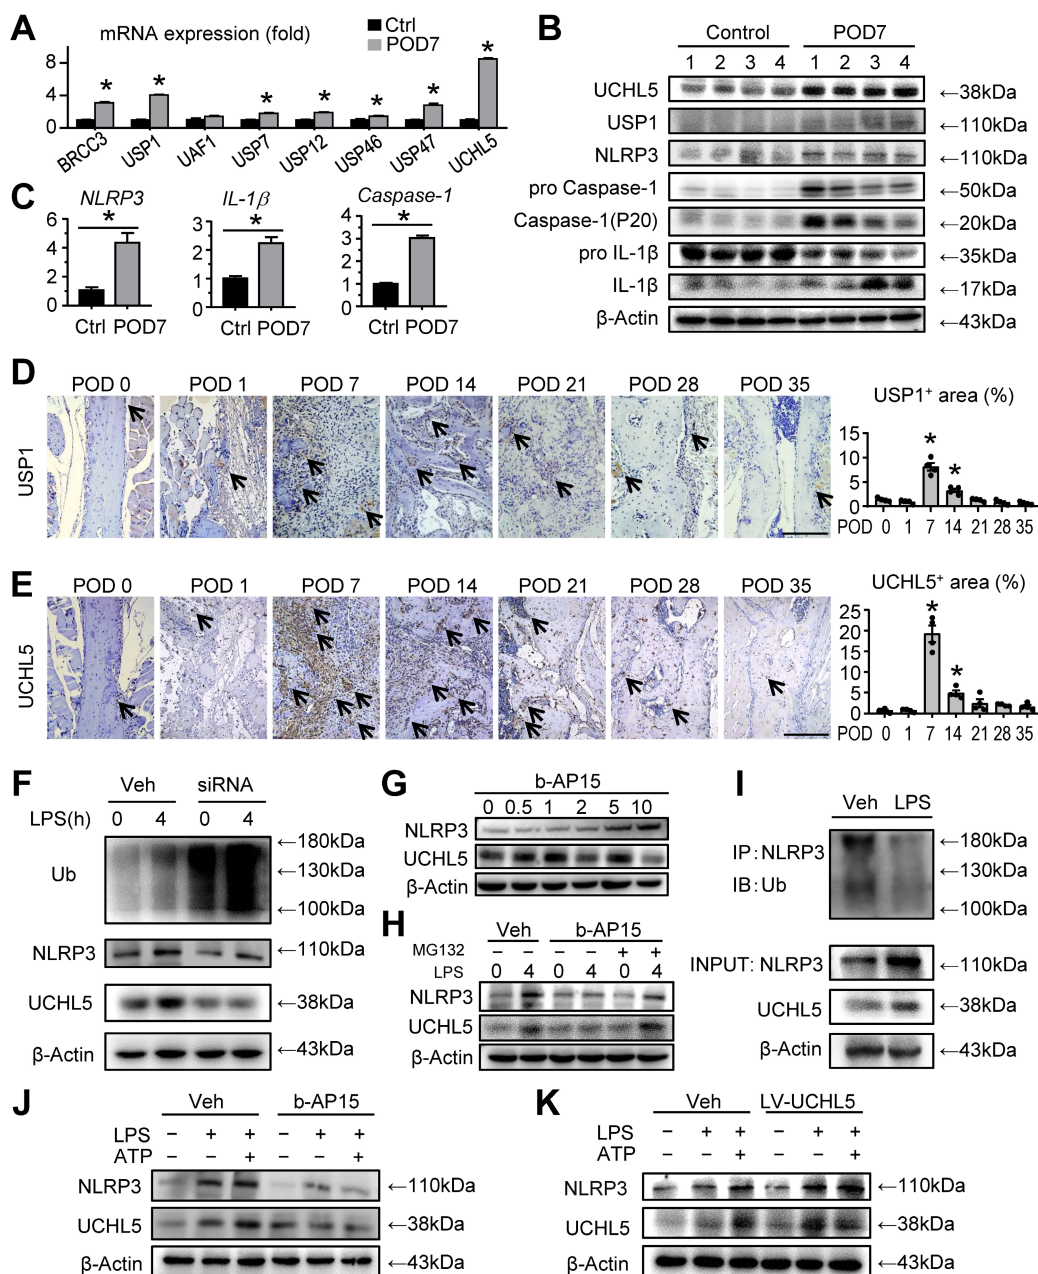 A
mRNA expression (fold)
Ctrl
POD7
8
4
0
* * * * * * *
BRCC3 USP1 UAF1 USP7 USP12 USP46 USP47 UCHL5
B
Control POD7
1 2 3 4 1 2 3 4
UCHL5 ←38kDa
USP1 ←110kDa
NLRP3 ←110kDa
pro Caspase-1 ←50kDa
Caspase-1(P20) ←20kDa
pro IL-1β ←35kDa
IL-1β ←17kDa
β-Actin ←43kDa
C
NLRP3
*
6
4
2
0
Ctrl POD7
IL-1β
*
3
2
1
0
Ctrl POD7
Caspase-1
*
4
3
2
1
0
Ctrl POD7
D
POD 0 POD 1 POD 7 POD 14 POD 21 POD 28 POD 35
USP1
USP1⁺ area (%)
15
10
5
0
* *
POD 0 1 7 14 21 28 35
E
POD 0 POD 1 POD 7 POD 14 POD 21 POD 28 POD 35
UCHL5
UCHL5⁺ area (%)
25
20
15
10
5
0
* *
POD 0 1 7 14 21 28 35
F
Veh siRNA
LPS(h) 0 4 0 4
Ub
←180kDa
←130kDa
←100kDa
NLRP3 ←110kDa
UCHL5 ←38kDa
β-Actin ←43kDa
G
b-AP15
0 0.5 1 2 5 10
NLRP3
UCHL5
β-Actin
H
Veh b-AP15
MG132 − − − − + +
LPS 0 4 0 4 0 4
NLRP3
UCHL5
β-Actin
I
Veh LPS
IP:NLRP3
IB:Ub
←180kDa
←130kDa
←100kDa
INPUT:NLRP3 ←110kDa
UCHL5 ←38kDa
β-Actin ←43kDa
J
Veh b-AP15
LPS − + + − + +
ATP − − + − − +
NLRP3 ←110kDa
UCHL5 ←38kDa
β-Actin ←43kDa
K
Veh LV-UCHL5
LPS − + + − + +
ATP − − + − − +
NLRP3 ←110kDa
UCHL5 ←38kDa
β-Actin ←43kDa